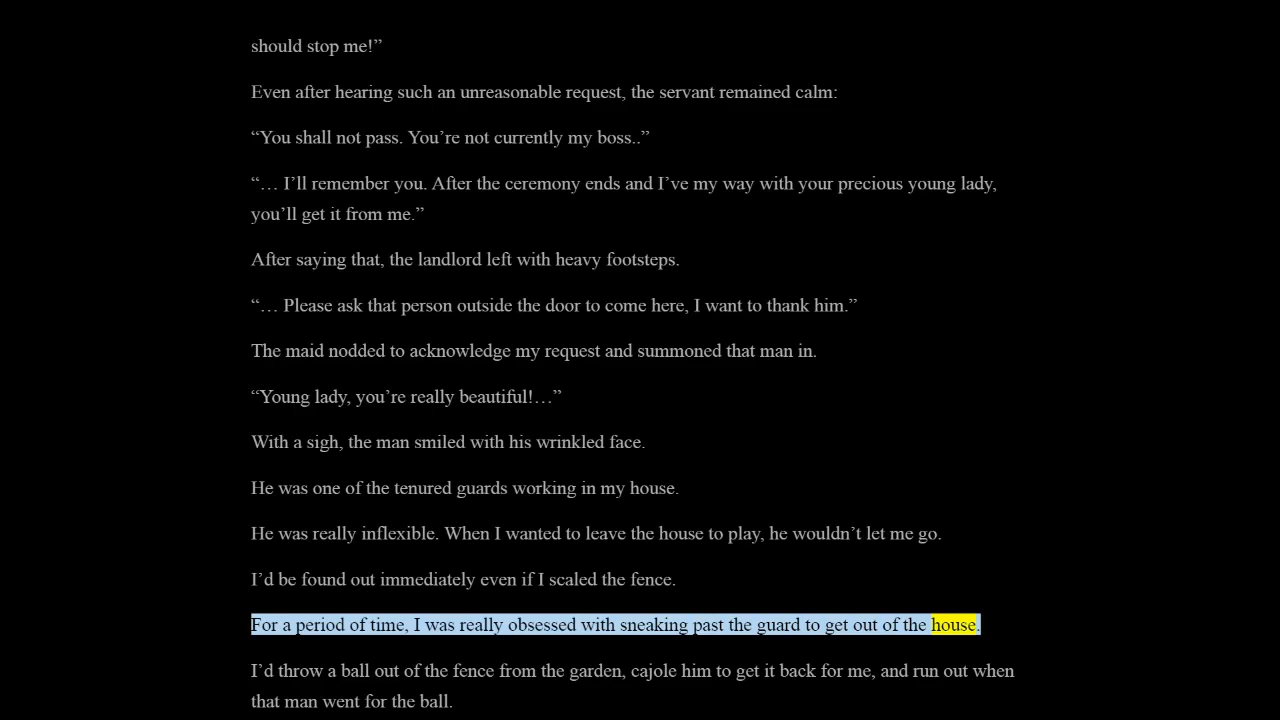 should stop me!”
Even after hearing such an unreasonable request, the servant remained calm:
“You shall not pass. You’re not currently my boss..”
“… I’ll remember you. After the ceremony ends and I’ve my way with your precious young lady,
you’ll get it from me.”
After saying that, the landlord left with heavy footsteps.
“… Please ask that person outside the door to come here, I want to thank him.”
The maid nodded to acknowledge my request and summoned that man in.
“Young lady, you’re really beautiful!…”
With a sigh, the man smiled with his wrinkled face.
He was one of the tenured guards working in my house.
He was really inflexible. When I wanted to leave the house to play, he wouldn’t let me go.
I’d be found out immediately even if I scaled the fence.
For a period of time, I was really obsessed with sneaking past the guard to get out of the house.
I’d throw a ball out of the fence from the garden, cajole him to get it back for me, and run out when
that man went for the ball.